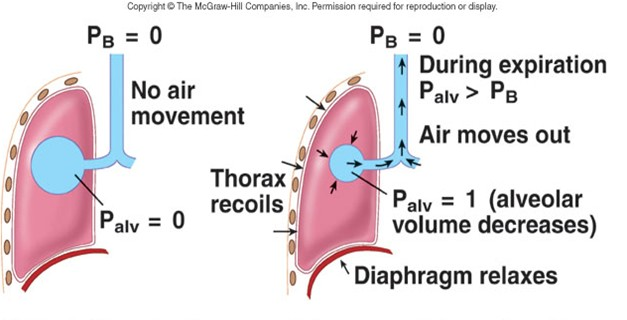 Copyright © The McGraw-Hill Companies, Inc. Permission required for reproduction or display.
PB = 0
No air
movement
Palv = 0
PB = 0
During expiration
Palv > PB
Air moves out
Thorax
recoils
Palv = 1 (alveolar
volume decreases)
Diaphragm relaxes